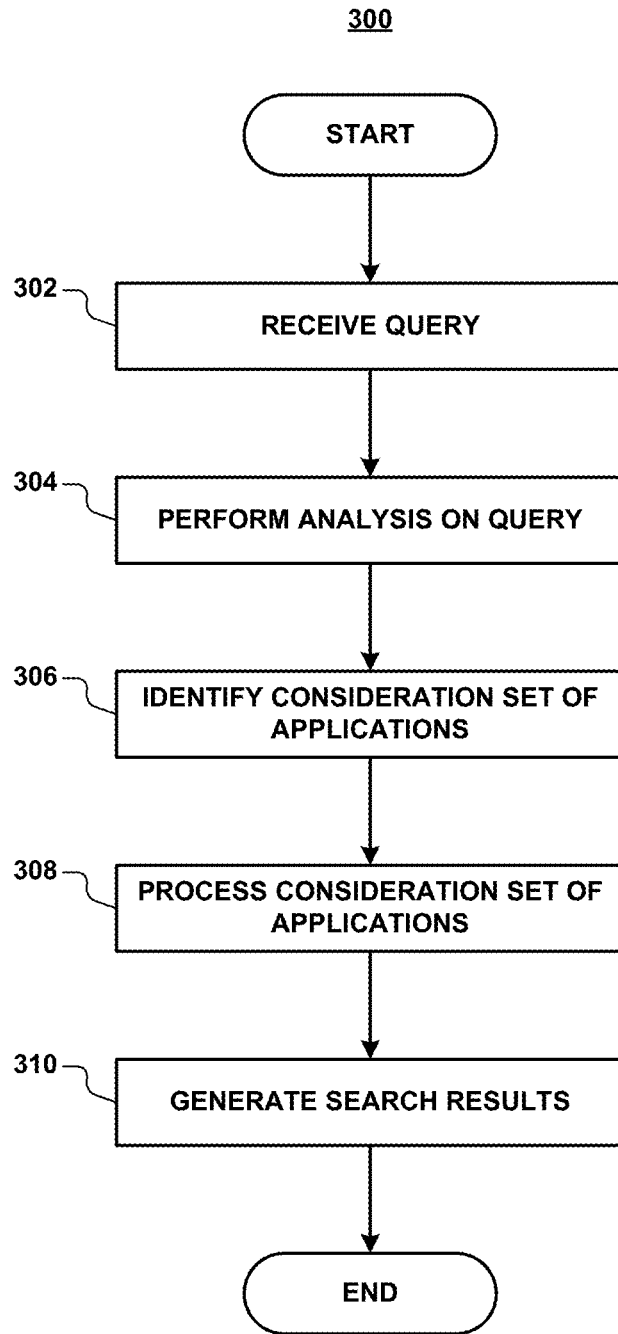 300
START
302
RECEIVE QUERY
304
PERFORM ANALYSIS ON QUERY
306
IDENTIFY CONSIDERATION SET OF
APPLICATIONS
308
PROCESS CONSIDERATION SET OF
APPLICATIONS
310
GENERATE SEARCH RESULTS
END